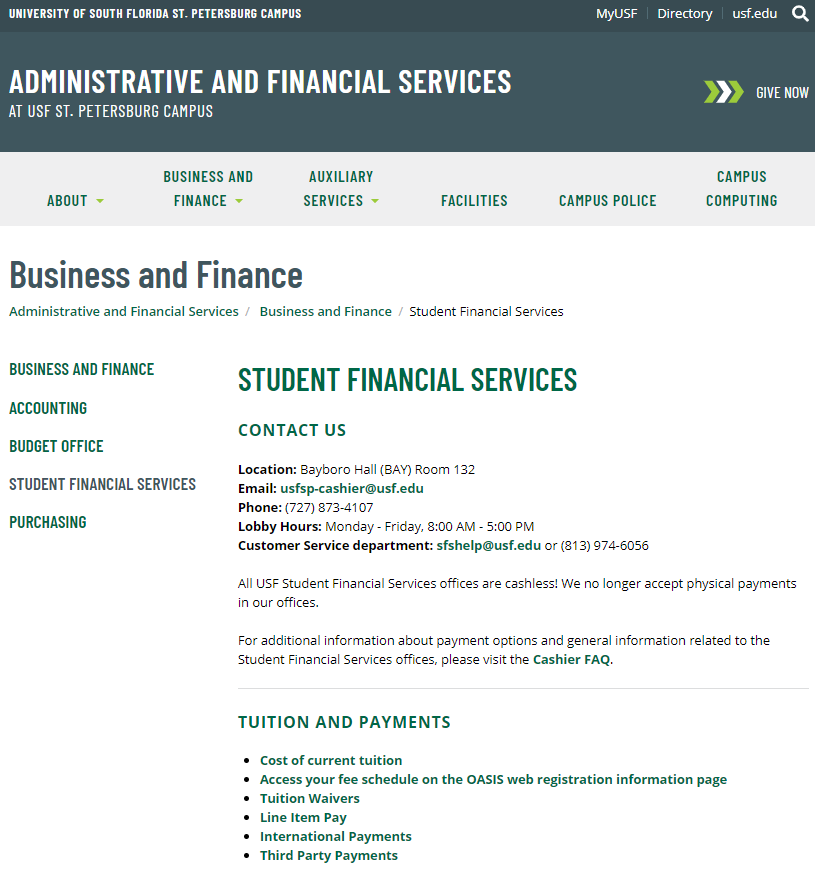 UNIVERSITY OF SOUTH FLORIDA ST. PETERSBURG CAMPUS
MyUSF
Directory
usf.edu
ADMINISTRATIVE AND FINANCIAL SERVICES
AT USF ST. PETERSBURG CAMPUS
GIVE NOW
ABOUT
BUSINESS AND
FINANCE
AUXILIARY
SERVICES
FACILITIES
CAMPUS POLICE
CAMPUS
COMPUTING
Business and Finance
Administrative and Financial Services / Business and Finance / Student Financial Services
BUSINESS AND FINANCE
ACCOUNTING
BUDGET OFFICE
STUDENT FINANCIAL SERVICES
PURCHASING
STUDENT FINANCIAL SERVICES
CONTACT US
Location: Bayboro Hall (BAY) Room 132
Email: usfsp-cashier@usf.edu
Phone: (727) 873-4107
Lobby Hours: Monday - Friday, 8:00 AM - 5:00 PM
Customer Service department: sfshelp@usf.edu or (813) 974-6056
All USF Student Financial Services offices are cashless! We no longer accept physical payments
in our offices.
For additional information about payment options and general information related to the
Student Financial Services offices, please visit the Cashier FAQ.
TUITION AND PAYMENTS
• Cost of current tuition
• Access your fee schedule on the OASIS web registration information page
• Tuition Waivers
• Line Item Pay
• International Payments
• Third Party Payments